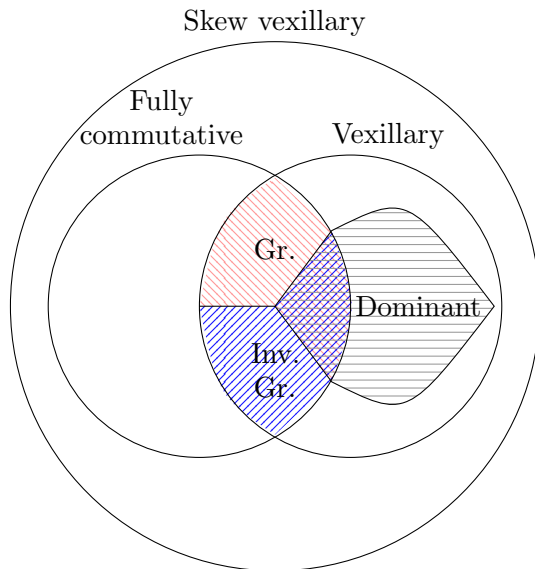 Skew vexillary
Fully
commutative
Vexillary
Gr.
Dominant
Inv.
Gr.